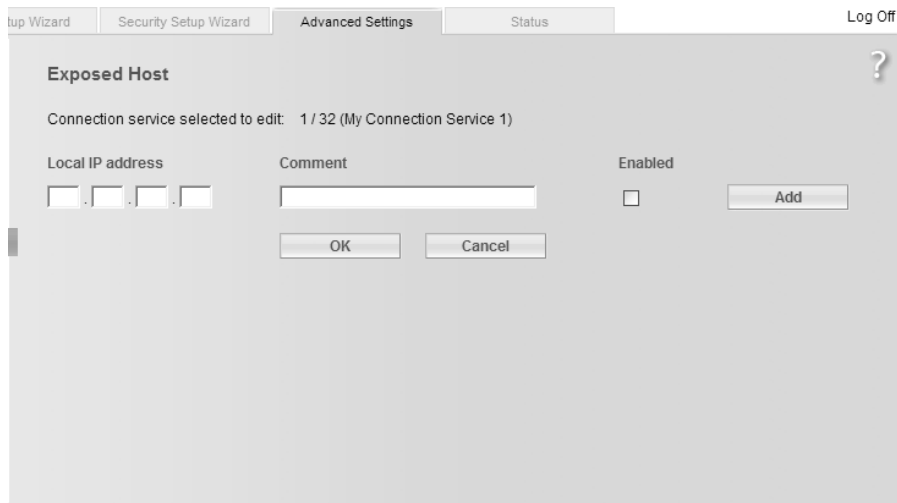 tup Wizard Security Setup Wizard Advanced Settings Status Log Off
Exposed Host ?
Connection service selected to edit: 1 / 32 (My Connection Service 1)
Local IP address Comment Enabled
. . . Add
OK Cancel